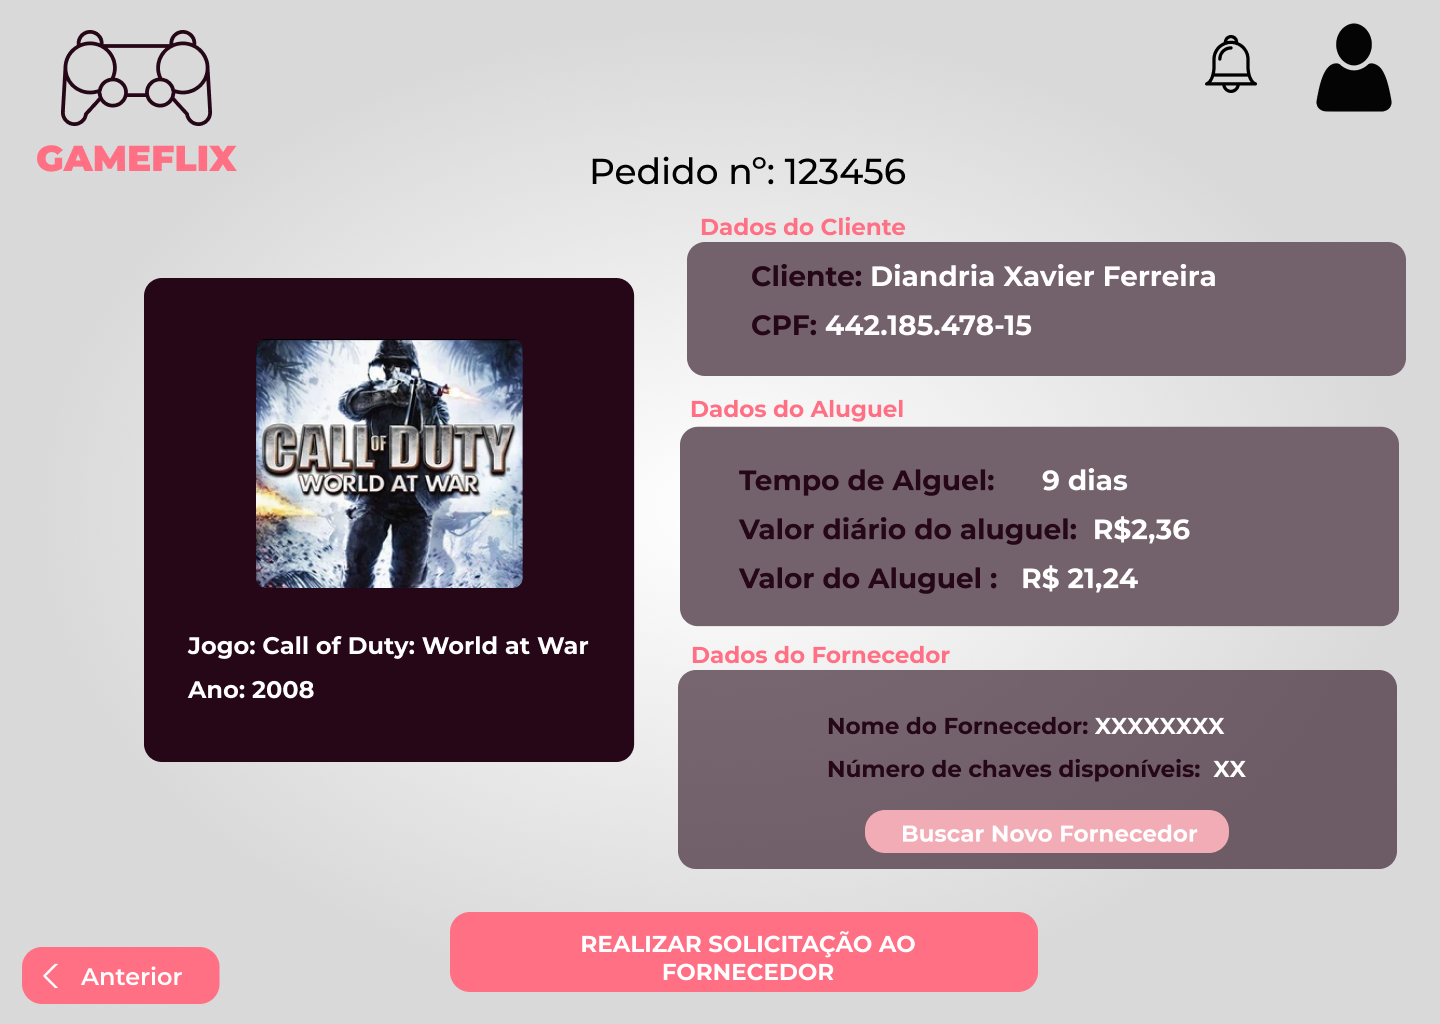 GAMEFLIX
Pedido nº: 123456
Dados do Cliente
Cliente: Diandria Xavier Ferreira
CPF: 442.185.478-15
CALL OF DUTY
WORLD AT WAR
Jogo: Call of Duty: World at War
Ano: 2008
Dados do Aluguel
Tempo de Alguel: 9 dias
Valor diário do aluguel: R$2,36
Valor do Aluguel : R$ 21,24
Dados do Fornecedor
Nome do Fornecedor: XXXXXXXX
Número de chaves disponíveis: XX
Buscar Novo Fornecedor
REALIZAR SOLICITAÇÃO AO
FORNECEDOR
Anterior